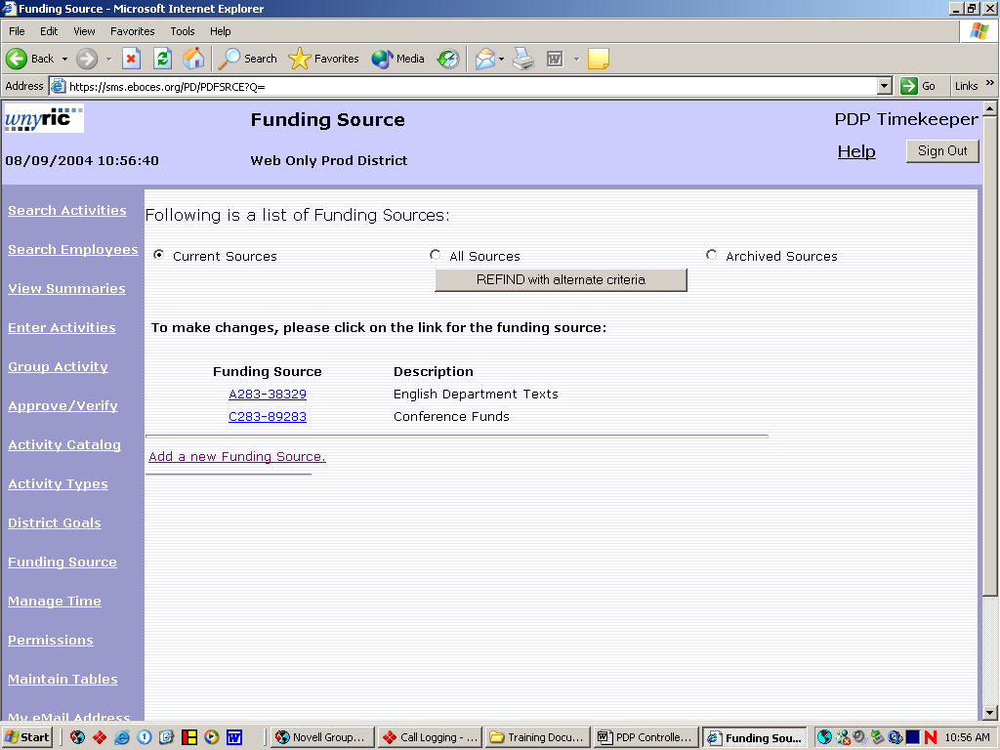 Funding Source - Microsoft Internet Explorer
File Edit View Favorites Tools Help
Back Search Favorites Media
Address https://sms.eboces.org/PD/PDFSRCE?Q= Go Links »
wnyric Funding Source PDP Timekeeper
Help Sign Out
08/09/2004 10:56:40 Web Only Prod District
Search Activities
Search Employees
View Summaries
Enter Activities
Group Activity
Approve/Verify
Activity Catalog
Activity Types
District Goals
Funding Source
Manage Time
Permissions
Maintain Tables
My eMail Address
Following is a list of Funding Sources:
Current Sources All Sources Archived Sources
REFIND with alternate criteria
To make changes, please click on the link for the funding source:
Funding Source Description
A283-38329 English Department Texts
C283-89283 Conference Funds
Add a new Funding Source.
Start Novell Group... Call Logging - ... Training Docu... PDP Controlle... Funding Sou... 10:56 AM